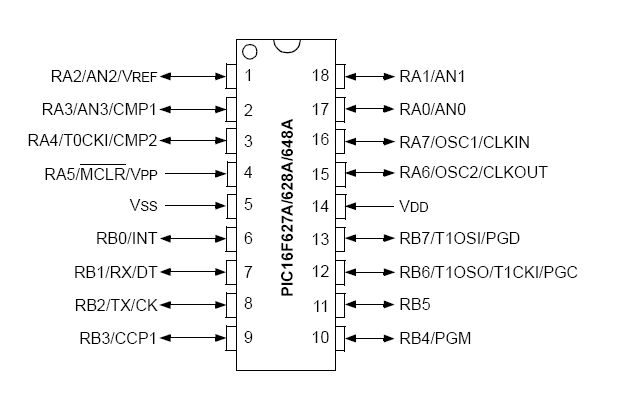 RA2/AN2/VREF 1 18 RA1/AN1
RA3/AN3/CMP1 2 17 RA0/AN0
RA4/T0CKI/CMP2 3 16 RA7/OSC1/CLKIN
RA5/MCLR/VPP 4 15 RA6/OSC2/CLKOUT
VSS 5 14 VDD
RB0/INT 6 13 RB7/T1OSI/PGD
RB1/RX/DT 7 12 RB6/T1OSO/T1CKI/PGC
RB2/TX/CK 8 11 RB5
RB3/CCP1 9 10 RB4/PGM
PIC16F627A/628A/648A